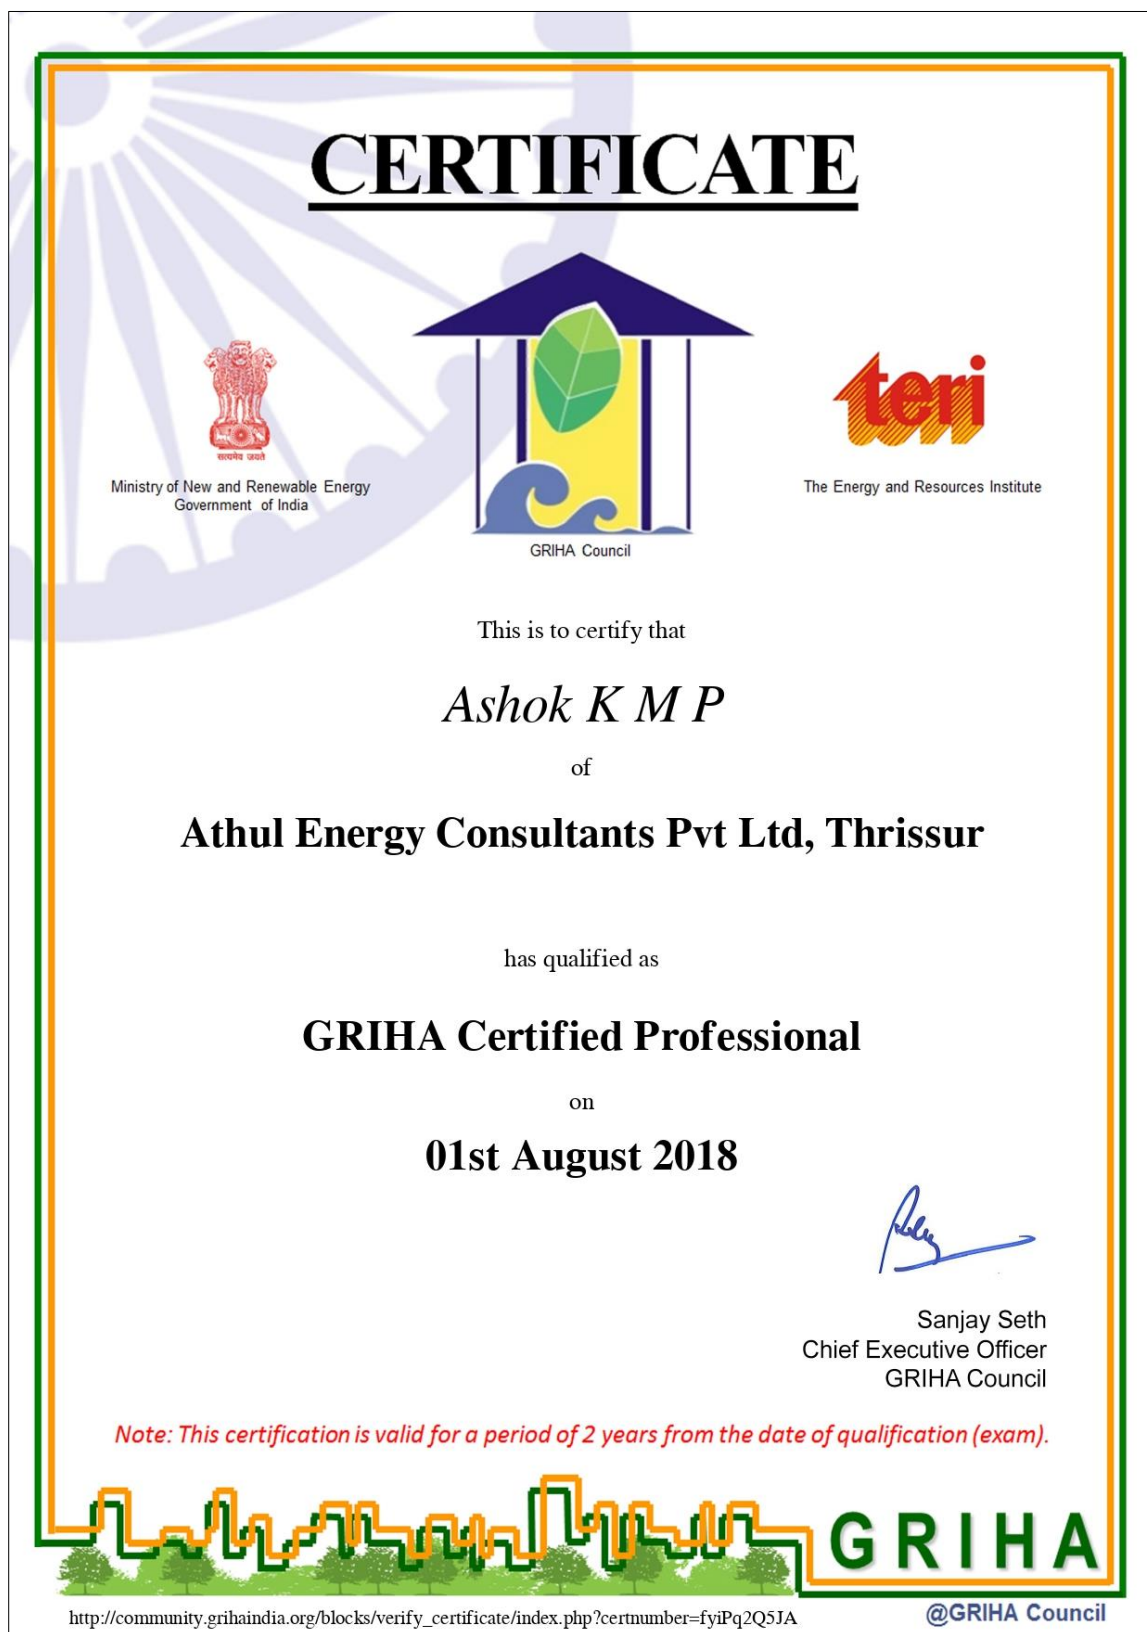 CERTIFICATE
सत्यमेव जयते
teri
Ministry of New and Renewable Energy
Government of India
The Energy and Resources Institute
GRIHA Council
This is to certify that
Ashok K M P
of
Athul Energy Consultants Pvt Ltd, Thrissur
has qualified as
GRIHA Certified Professional
on
01st August 2018
Sanjay Seth
Chief Executive Officer
GRIHA Council
Note: This certification is valid for a period of 2 years from the date of qualification (exam).
GRIHA
http://community.grihaindia.org/blocks/verify_certificate/index.php?certnumber=fyiPq2Q5JA
@GRIHA Council